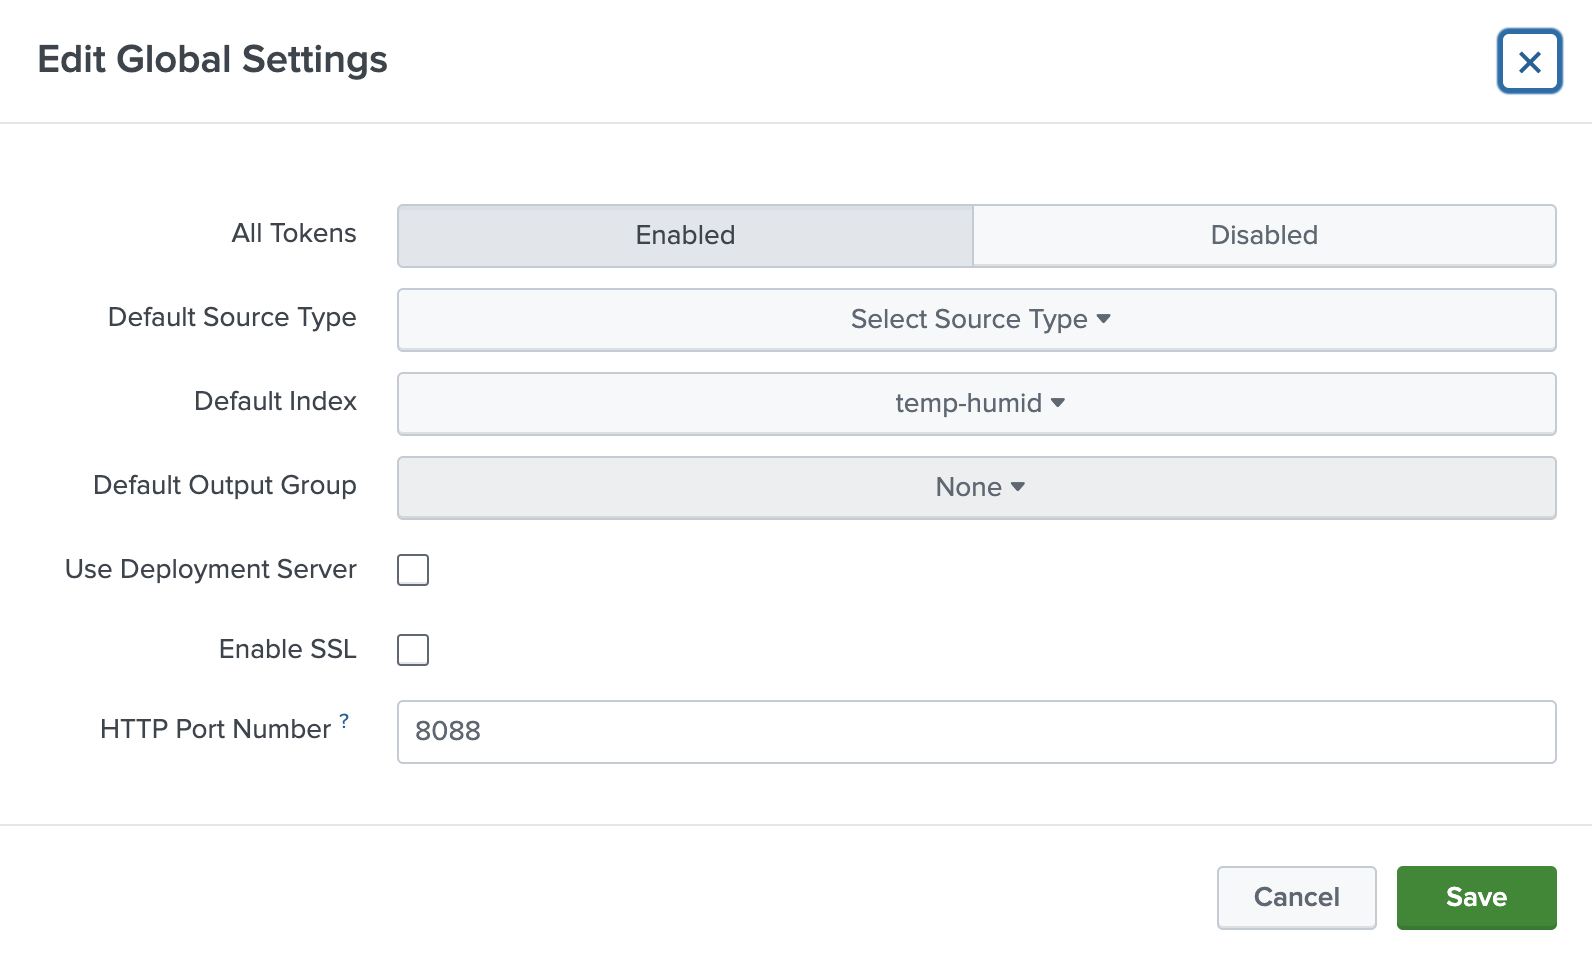 Edit Global Settings
All Tokens Enabled Disabled
Default Source Type Select Source Type
Default Index temp-humid
Default Output Group None
Use Deployment Server
Enable SSL
HTTP Port Number ? 8088
Cancel Save